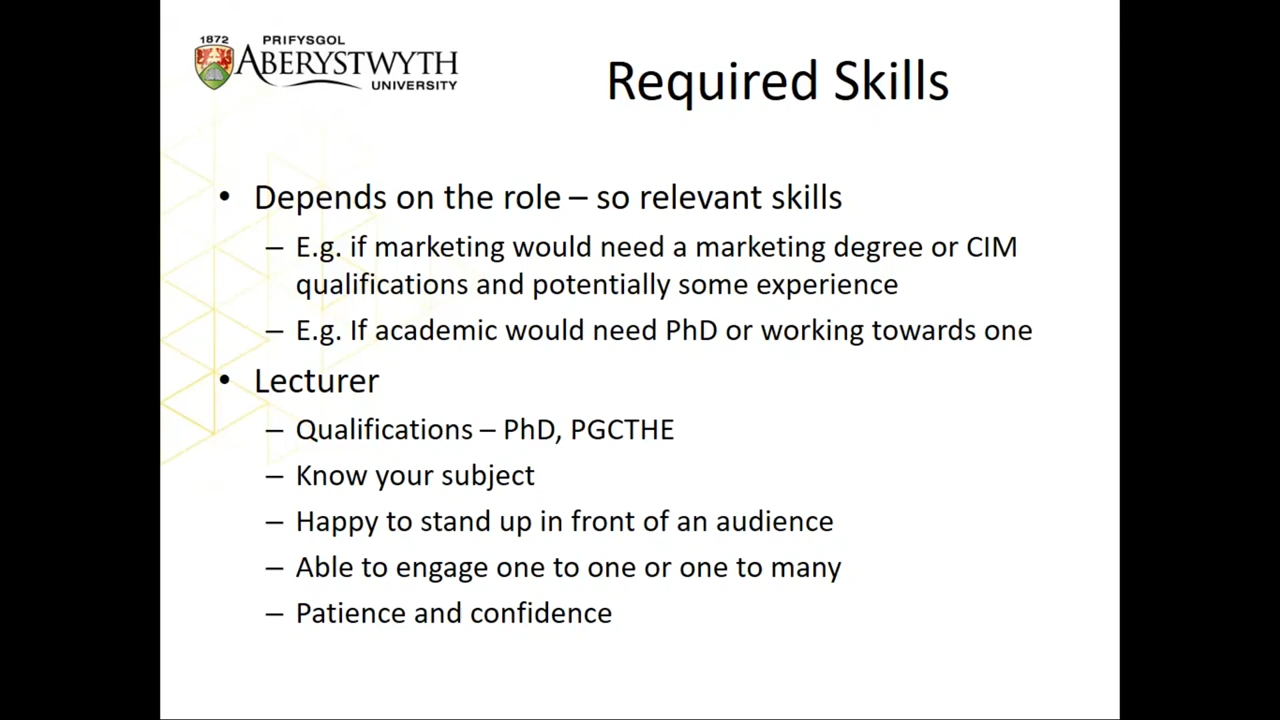 1872 PRIFYSGOL
ABERYSTWYTH
UNIVERSITY
Required Skills
• Depends on the role – so relevant skills
– E.g. if marketing would need a marketing degree or CIM
qualifications and potentially some experience
– E.g. If academic would need PhD or working towards one
• Lecturer
– Qualifications – PhD, PGCTHE
– Know your subject
– Happy to stand up in front of an audience
– Able to engage one to one or one to many
– Patience and confidence